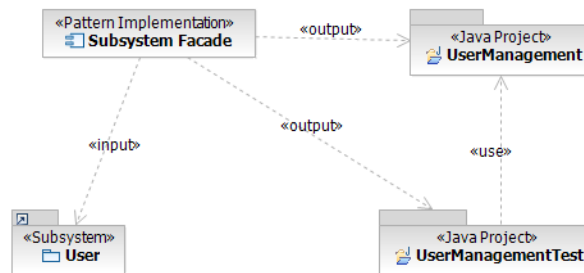 «Pattern Implementation»
Subsystem Facade
«output»
«Java Project»
UserManagement
«output»
«input»
«use»
«Subsystem»
User
«Java Project»
UserManagementTest